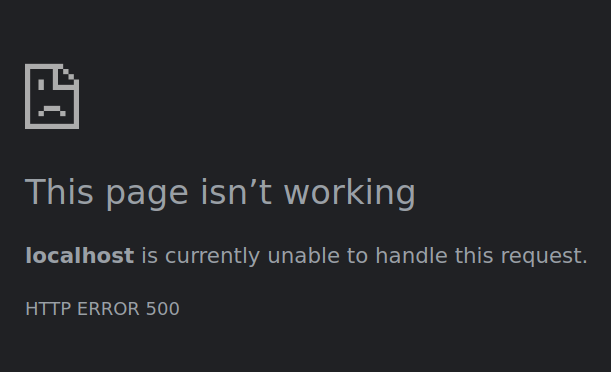 This page isn’t working
localhost is currently unable to handle this request.
HTTP ERROR 500